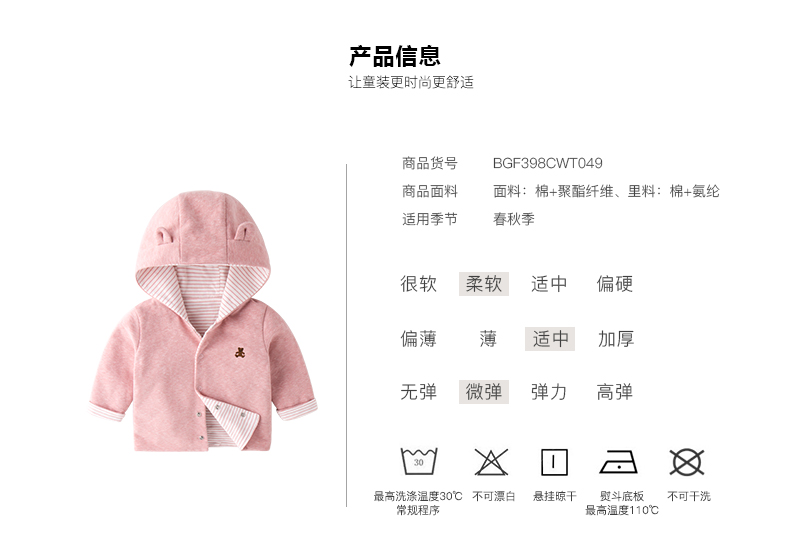 产品信息
让童装更时尚更舒适
商品货号 BGF398CWT049
商品面料 面料：棉+聚酯纤维、里料：棉+氨纶
适用季节 春秋季
很软 柔软 适中 偏硬
偏薄 薄 适中 加厚
无弹 微弹 弹力 高弹
30
最高洗涤温度30℃ 不可漂白 悬挂晾干 熨斗底板 不可干洗
常规程序 最高温度110℃